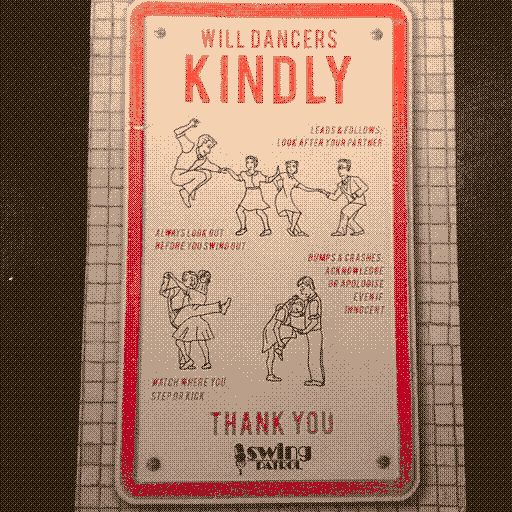 WILL DANCERS
KINDLY
LEADS & FOLLOWS,
LOOK AFTER YOUR PARTNER
ALWAYS LOOK OUT
BEFORE YOU SWING OUT
BUMPS & CRASHES,
ACKNOWLEDGE
OR APOLOGISE
EVEN IF
INNOCENT
WATCH WHERE YOU
STEP OR KICK
THANK YOU
swing
PATROL